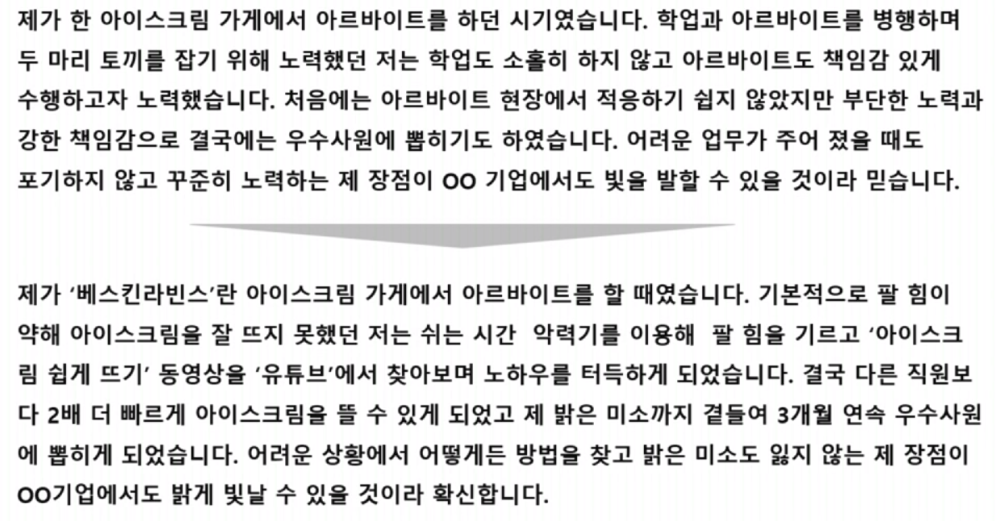 제가 한 아이스크림 가게에서 아르바이트를 하던 시기였습니다. 학업과 아르바이트를 병행하며
두 마리 토끼를 잡기 위해 노력했던 저는 학업도 소홀히 하지 않고 아르바이트도 책임감 있게
수행하고자 노력했습니다. 처음에는 아르바이트 현장에서 적응하기 쉽지 않았지만 부단한 노력과
강한 책임감으로 결국에는 우수사원에 뽑히기도 하였습니다. 어려운 업무가 주어 졌을 때도
포기하지 않고 꾸준히 노력하는 제 장점이 OO 기업에서도 빛을 발할 수 있을 것이라 믿습니다.
제가 ‘베스킨라빈스’란 아이스크림 가게에서 아르바이트를 할 때였습니다. 기본적으로 팔 힘이
약해 아이스크림을 잘 뜨지 못했던 저는 쉬는 시간 악력기를 이용해 팔 힘을 기르고 ‘아이스크
림 쉽게 뜨기’ 동영상을 ‘유튜브’에서 찾아보며 노하우를 터득하게 되었습니다. 결국 다른 직원보
다 2배 더 빠르게 아이스크림을 뜰 수 있게 되었고 제 밝은 미소까지 곁들여 3개월 연속 우수사원
에 뽑히게 되었습니다. 어려운 상황에서 어떻게든 방법을 찾고 밝은 미소도 잃지 않는 제 장점이
OO기업에서도 밝게 빛날 수 있을 것이라 확신합니다.